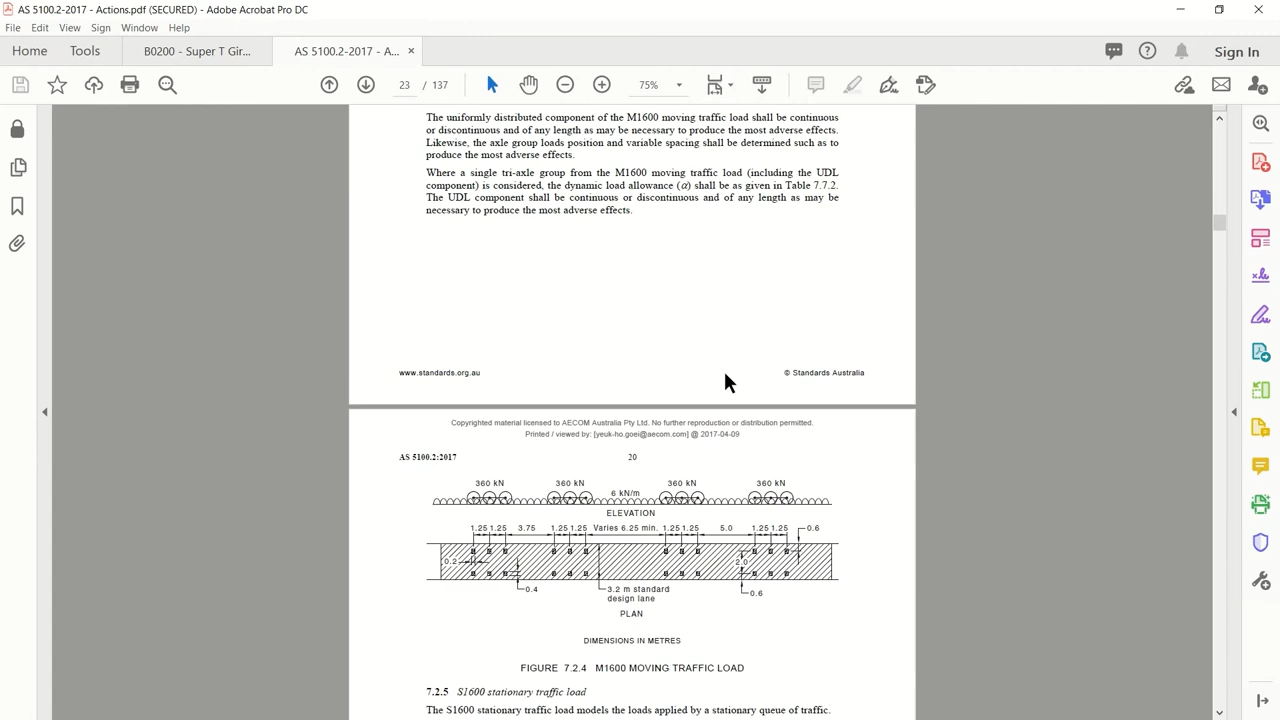 AS 5100.2-2017 - Actions.pdf (SECURED) - Adobe Acrobat Pro DC
File Edit View Sign Window Help
Home Tools B0200 - Super T Gir... AS 5100.2-2017 - A... ×
Sign In
23 / 137 75%
The uniformly distributed component of the M1600 moving traffic load shall be continuous
or discontinuous and of any length as may be necessary to produce the most adverse effects.
Likewise, the axle group loads position and variable spacing shall be determined such as to
produce the most adverse effects.
Where a single tri-axle group from the M1600 moving traffic load (including the UDL
component) is considered, the dynamic load allowance (α) shall be as given in Table 7.7.2.
The UDL component shall be continuous or discontinuous and of any length as may be
necessary to produce the most adverse effects.
www.standards.org.au © Standards Australia
Copyrighted material licensed to AECOM Australia Pty Ltd. No further reproduction or distribution permitted.
Printed / viewed by: [yeuk-ho.goei@aecom.com] @ 2017-04-09
AS 5100.2:2017 20
360 kN 360 kN 360 kN 360 kN
6 kN/m
ELEVATION
1.25 1.25 3.75 1.25 1.25 Varies 6.25 min. 1.25 1.25 5.0 1.25 1.25 0.6
0.2 2.0
0.4 3.2 m standard 0.6
design lane
PLAN
DIMENSIONS IN METRES
FIGURE 7.2.4 M1600 MOVING TRAFFIC LOAD
7.2.5 S1600 stationary traffic load
The S1600 stationary traffic load models the loads applied by a stationary queue of traffic.